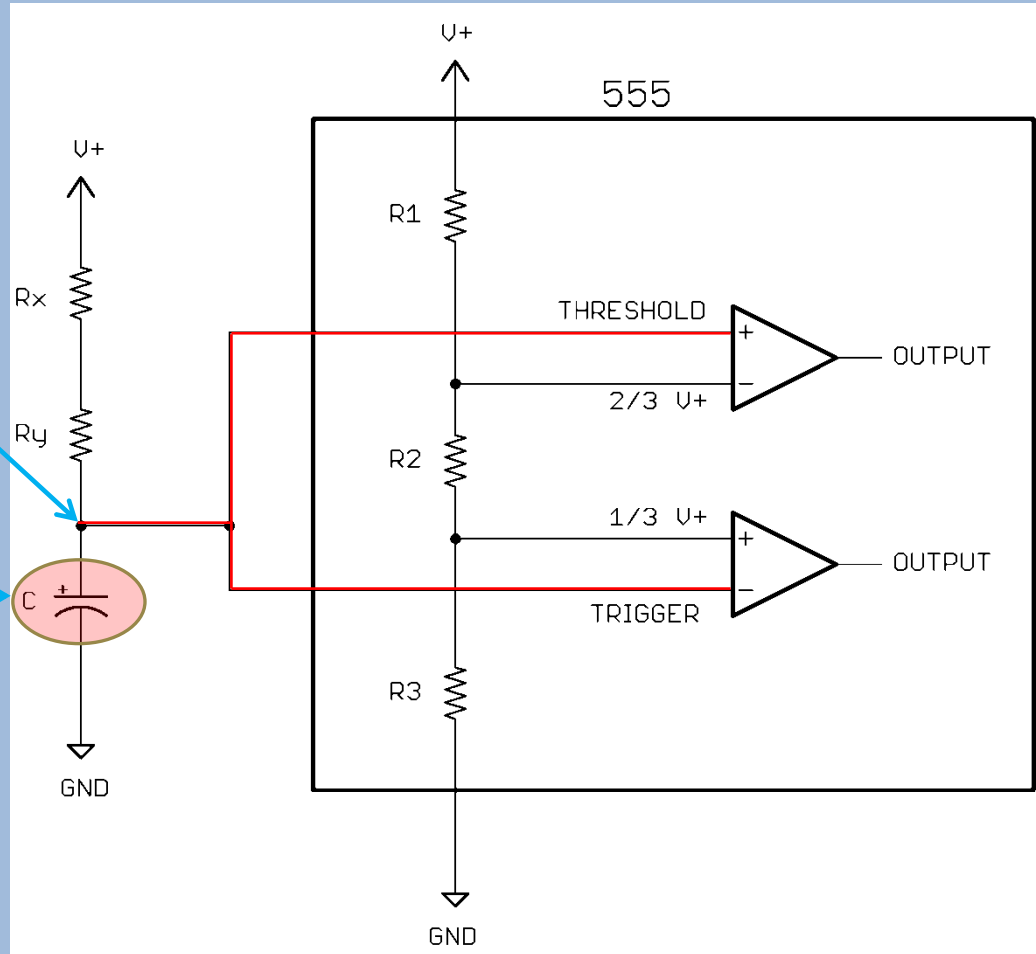 V+
555
V+
R1
Rx
THRESHOLD
+
OUTPUT
−
2/3 V+
Ry
R2
1/3 V+
+
OUTPUT
−
+
C
TRIGGER
R3
GND
GND